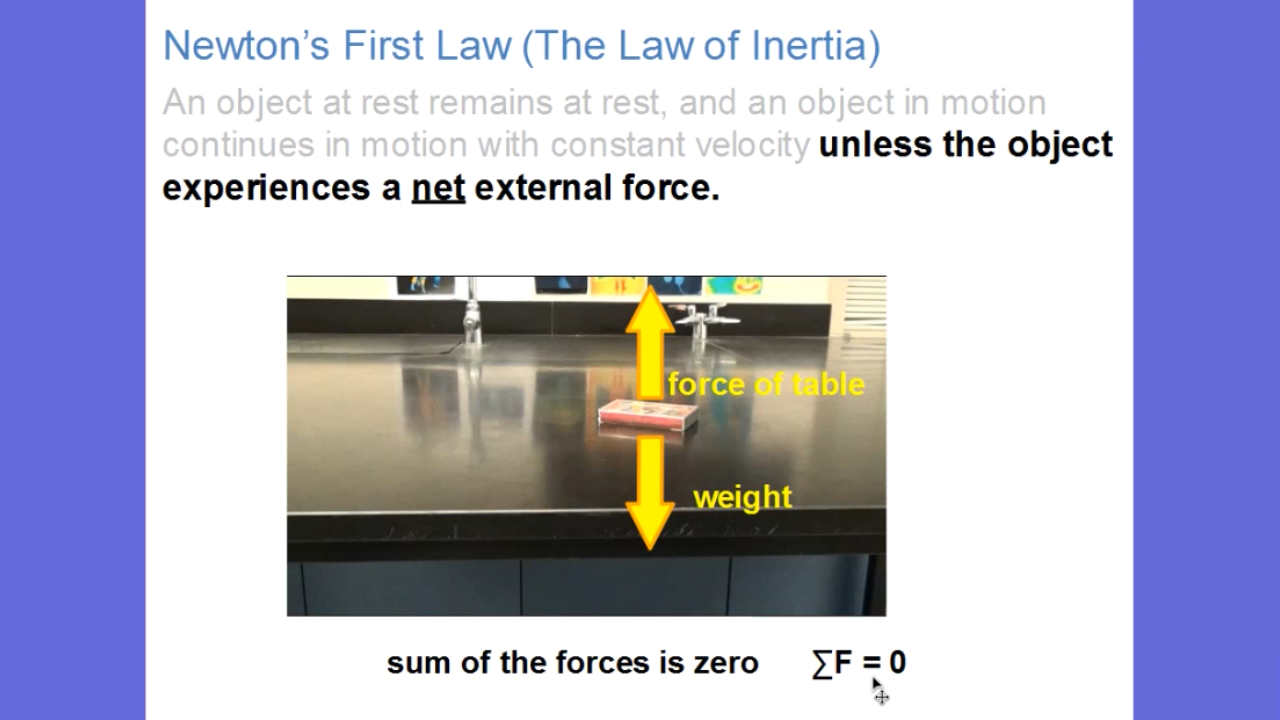 Newton’s First Law (The Law of Inertia)
An object at rest remains at rest, and an object in motion
continues in motion with constant velocity unless the object
experiences a net external force.
force of table
weight
sum of the forces is zero ∑F = 0